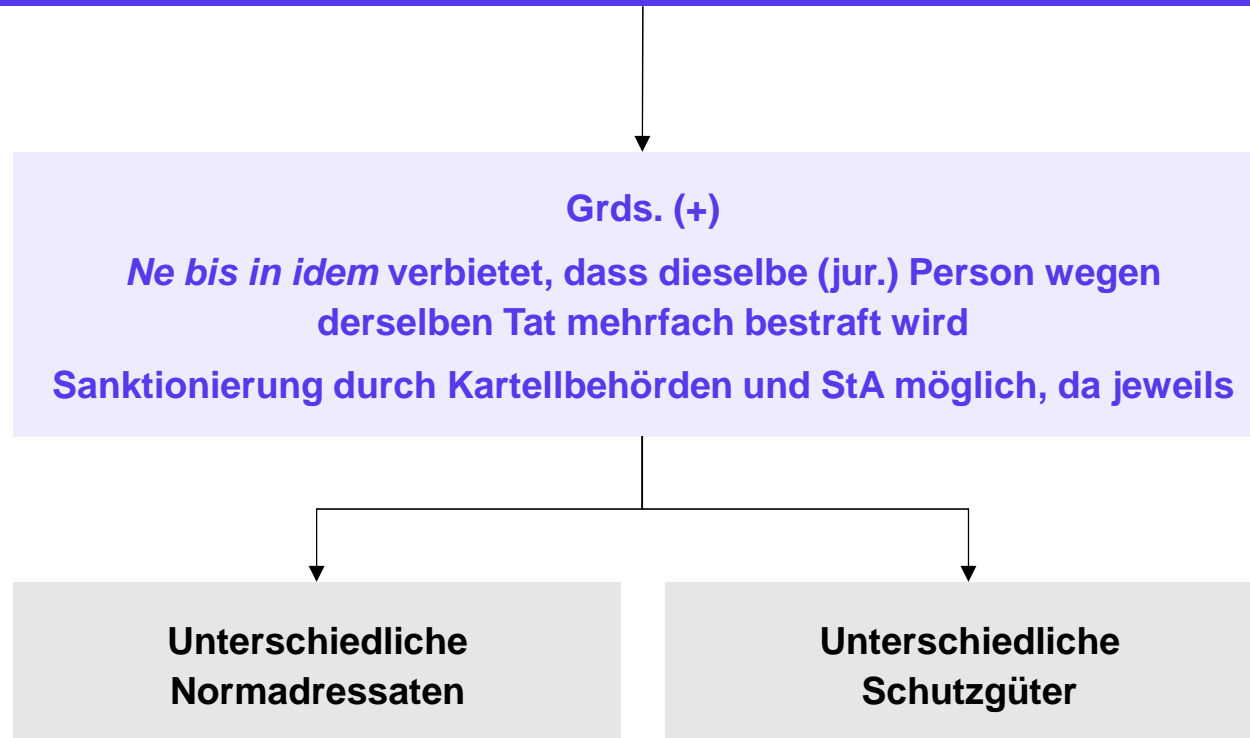 Grds. (+)
Ne bis in idem verbietet, dass dieselbe (jur.) Person wegen
derselben Tat mehrfach bestraft wird
Sanktionierung durch Kartellbehörden und StA möglich, da jeweils
Unterschiedliche
Normadressaten
Unterschiedliche
Schutzgüter